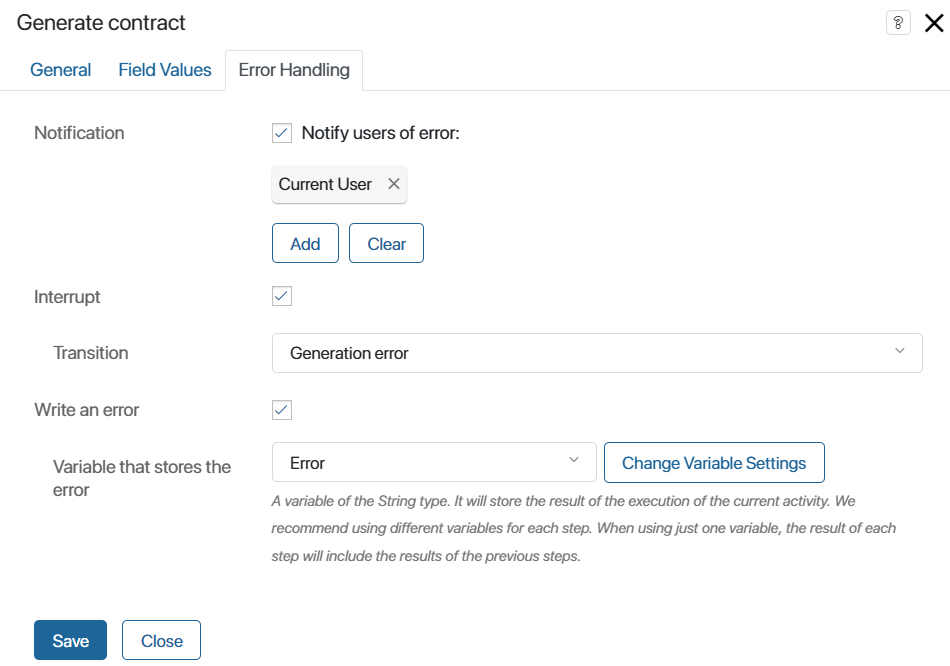 Generate contract
?
General Field Values Error Handling
Notification
Notify users of error:
Current User
Add Clear
Interrupt
Transition
Generation error
Write an error
Variable that stores the
error
Error
Change Variable Settings
A variable of the String type. It will store the result of the execution of the current activity. We
recommend using different variables for each step. When using just one variable, the result of each
step will include the results of the previous steps.
Save Close